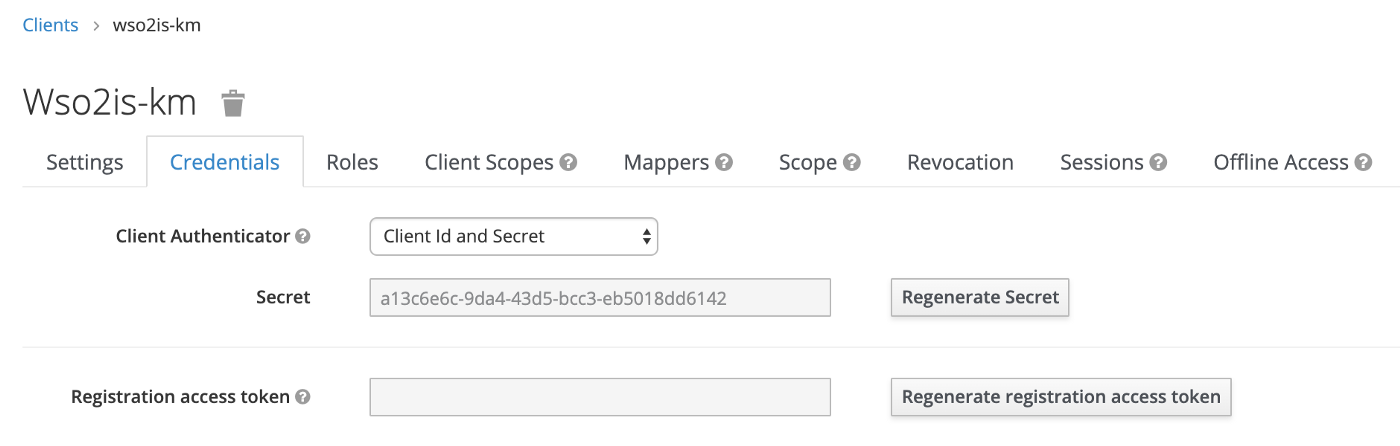 Clients > wso2is-km
Wso2is-km
Settings Credentials Roles Client Scopes ? Mappers ? Scope ? Revocation Sessions ? Offline Access ?
Client Authenticator ? Client Id and Secret
Secret a13c6e6c-9da4-43d5-bcc3-eb5018dd6142 Regenerate Secret
Registration access token ? Regenerate registration access token